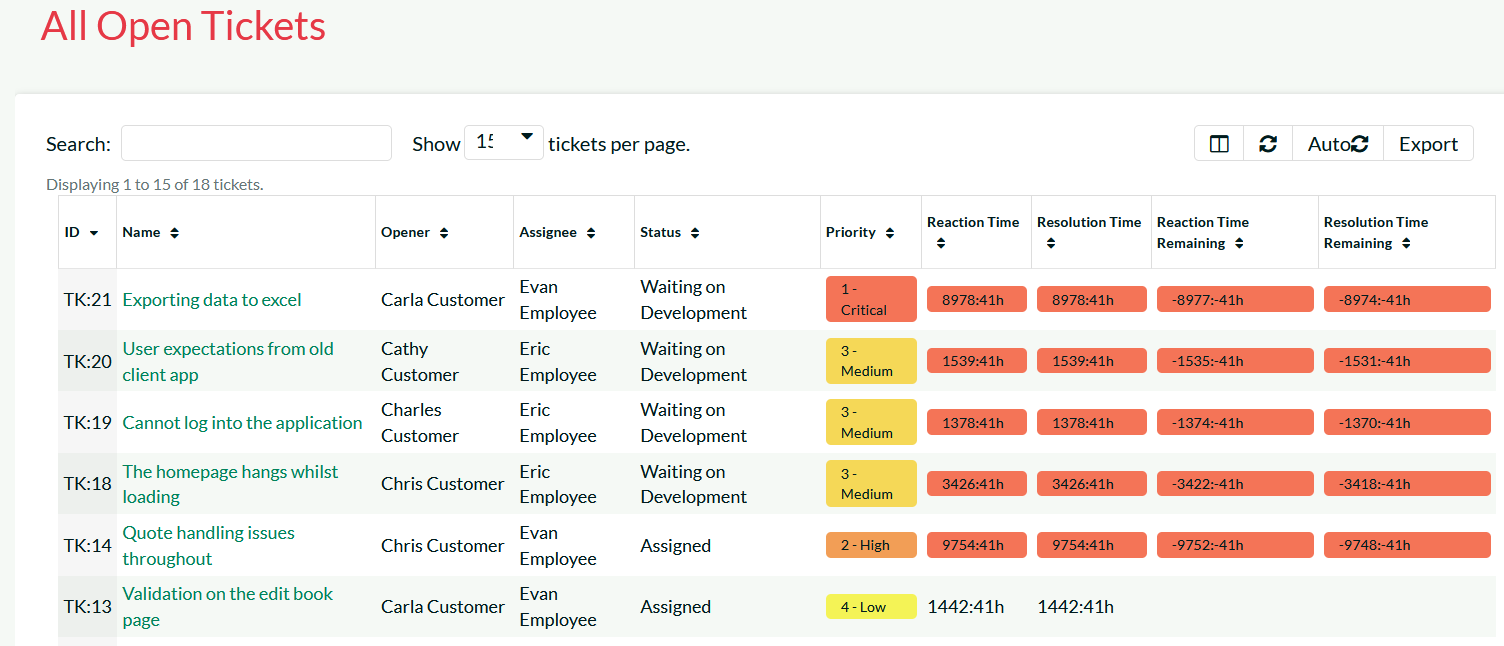 All Open Tickets
Search: Show 15 tickets per page. Auto Export
Displaying 1 to 15 of 18 tickets.
ID Name Opener Assignee Status Priority Reaction Time Resolution Time Reaction Time Remaining Resolution Time Remaining
TK:21 Exporting data to excel Carla Customer Evan Employee Waiting on Development 1 - Critical 8978:41h 8978:41h -8977:-41h -8974:-41h
TK:20 User expectations from old client app Cathy Customer Eric Employee Waiting on Development 3 - Medium 1539:41h 1539:41h -1535:-41h -1531:-41h
TK:19 Cannot log into the application Charles Customer Eric Employee Waiting on Development 3 - Medium 1378:41h 1378:41h -1374:-41h -1370:-41h
TK:18 The homepage hangs whilst loading Chris Customer Eric Employee Waiting on Development 3 - Medium 3426:41h 3426:41h -3422:-41h -3418:-41h
TK:14 Quote handling issues throughout Chris Customer Evan Employee Assigned 2 - High 9754:41h 9754:41h -9752:-41h -9748:-41h
TK:13 Validation on the edit book page Carla Customer Evan Employee Assigned 4 - Low 1442:41h 1442:41h